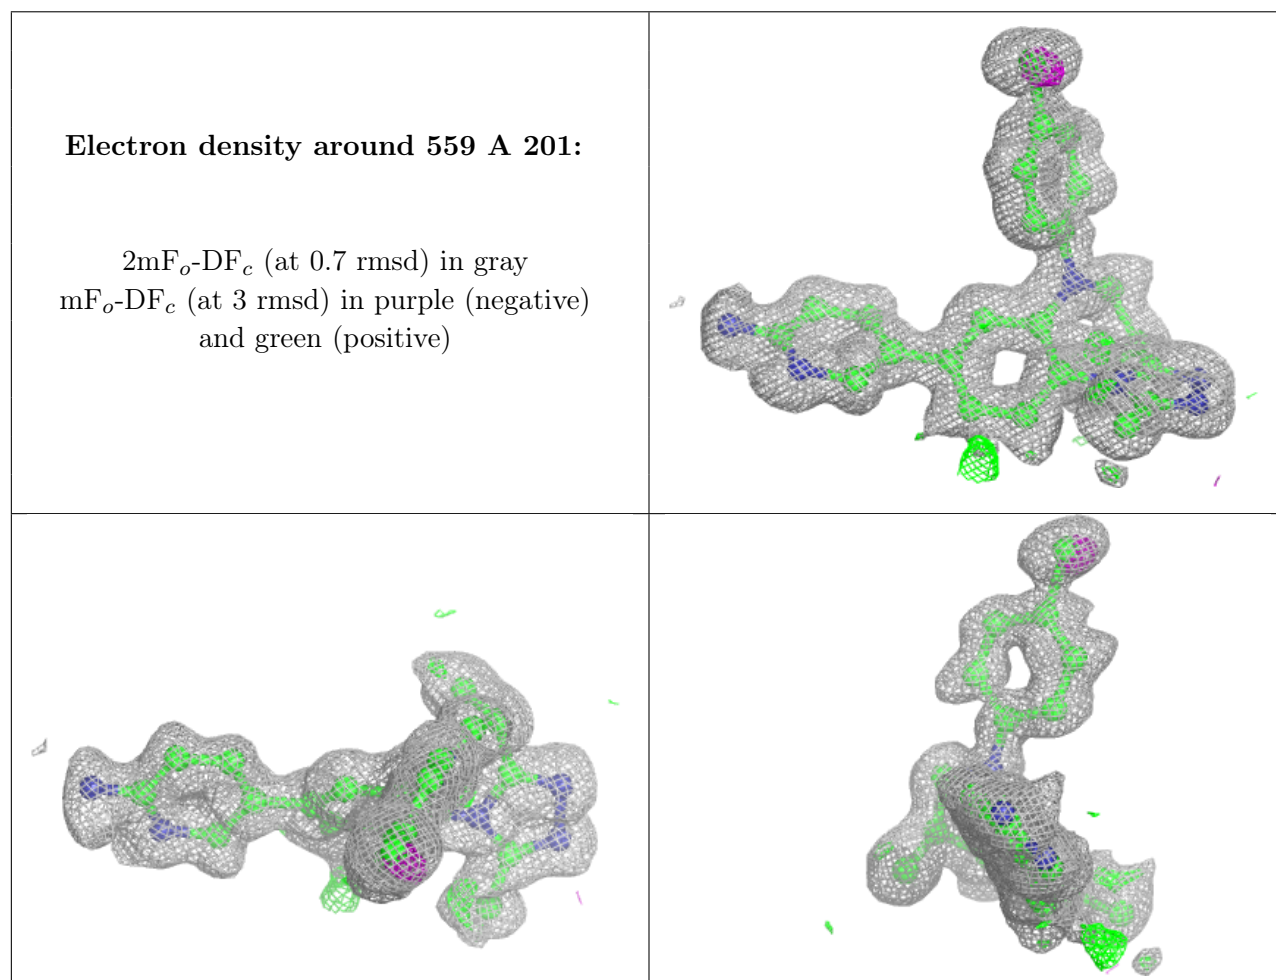 Electron density around 559 A 201:
2mFo-DFc (at 0.7 rmsd) in gray
mFo-DFc (at 3 rmsd) in purple (negative)
and green (positive)